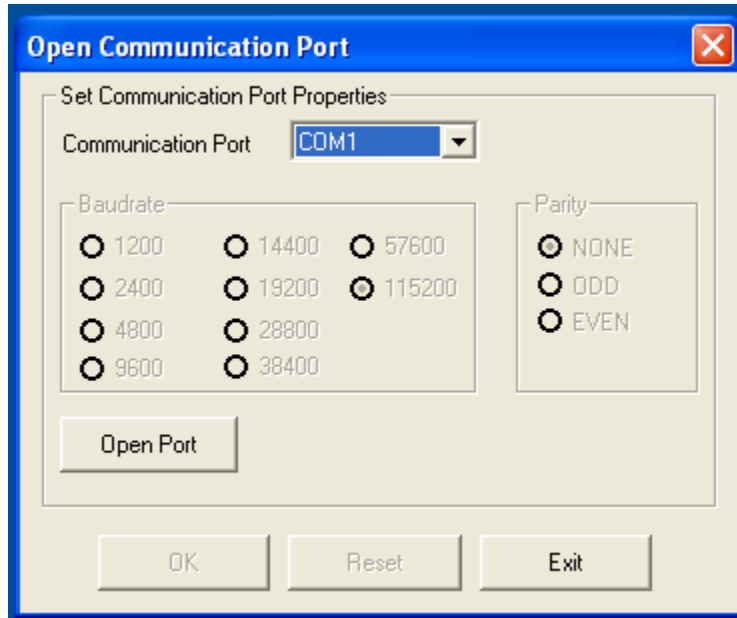 Open Communication Port
Set Communication Port Properties
Communication Port COM1
Baudrate
1200 14400 57600
2400 19200 115200
4800 28800
9600 38400
Parity
NONE
ODD
EVEN
Open Port
OK Reset Exit